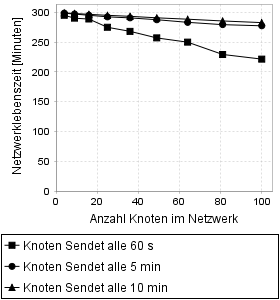 300
250
200
150
100
50
0
Netzwerklebenszeit [Minuten]
0 20 40 60 80 100
Anzahl Knoten im Netzwerk
Knoten Sendet alle 60 s
Knoten Sendet alle 5 min
Knoten Sendet alle 10 min